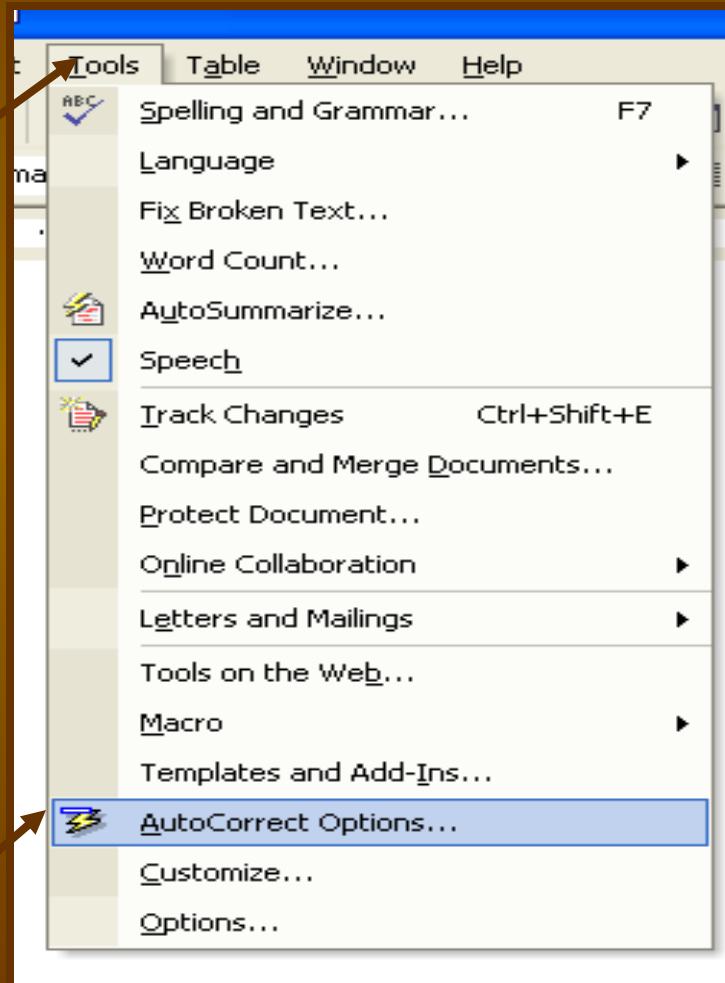 Tools Table Window Help
ABC Spelling and Grammar... F7
ma Language
Fix Broken Text...
Word Count...
AutoSummarize...
Speech
Track Changes Ctrl+Shift+E
Compare and Merge Documents...
Protect Document...
Online Collaboration
Letters and Mailings
Tools on the Web...
Macro
Templates and Add-Ins...
AutoCorrect Options...
Customize...
Options...